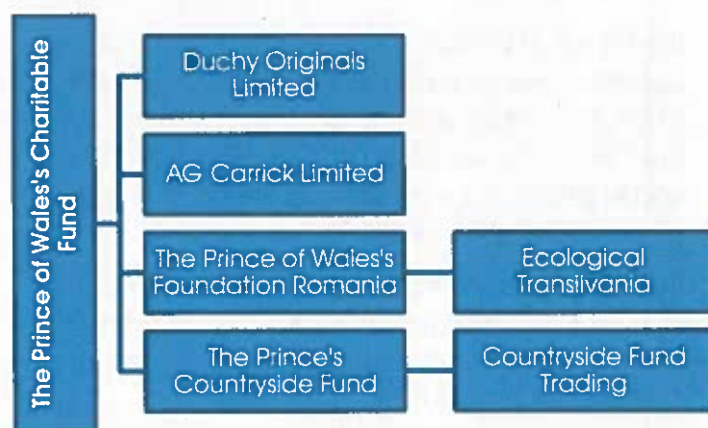 The Prince of Wales's Charitable
Fund
Duchy Originals
Limited
AG Carrick Limited
The Prince of Wales's
Foundation Romania
Ecological
Transilvania
The Prince's
Countryside Fund
Countryside Fund
Trading